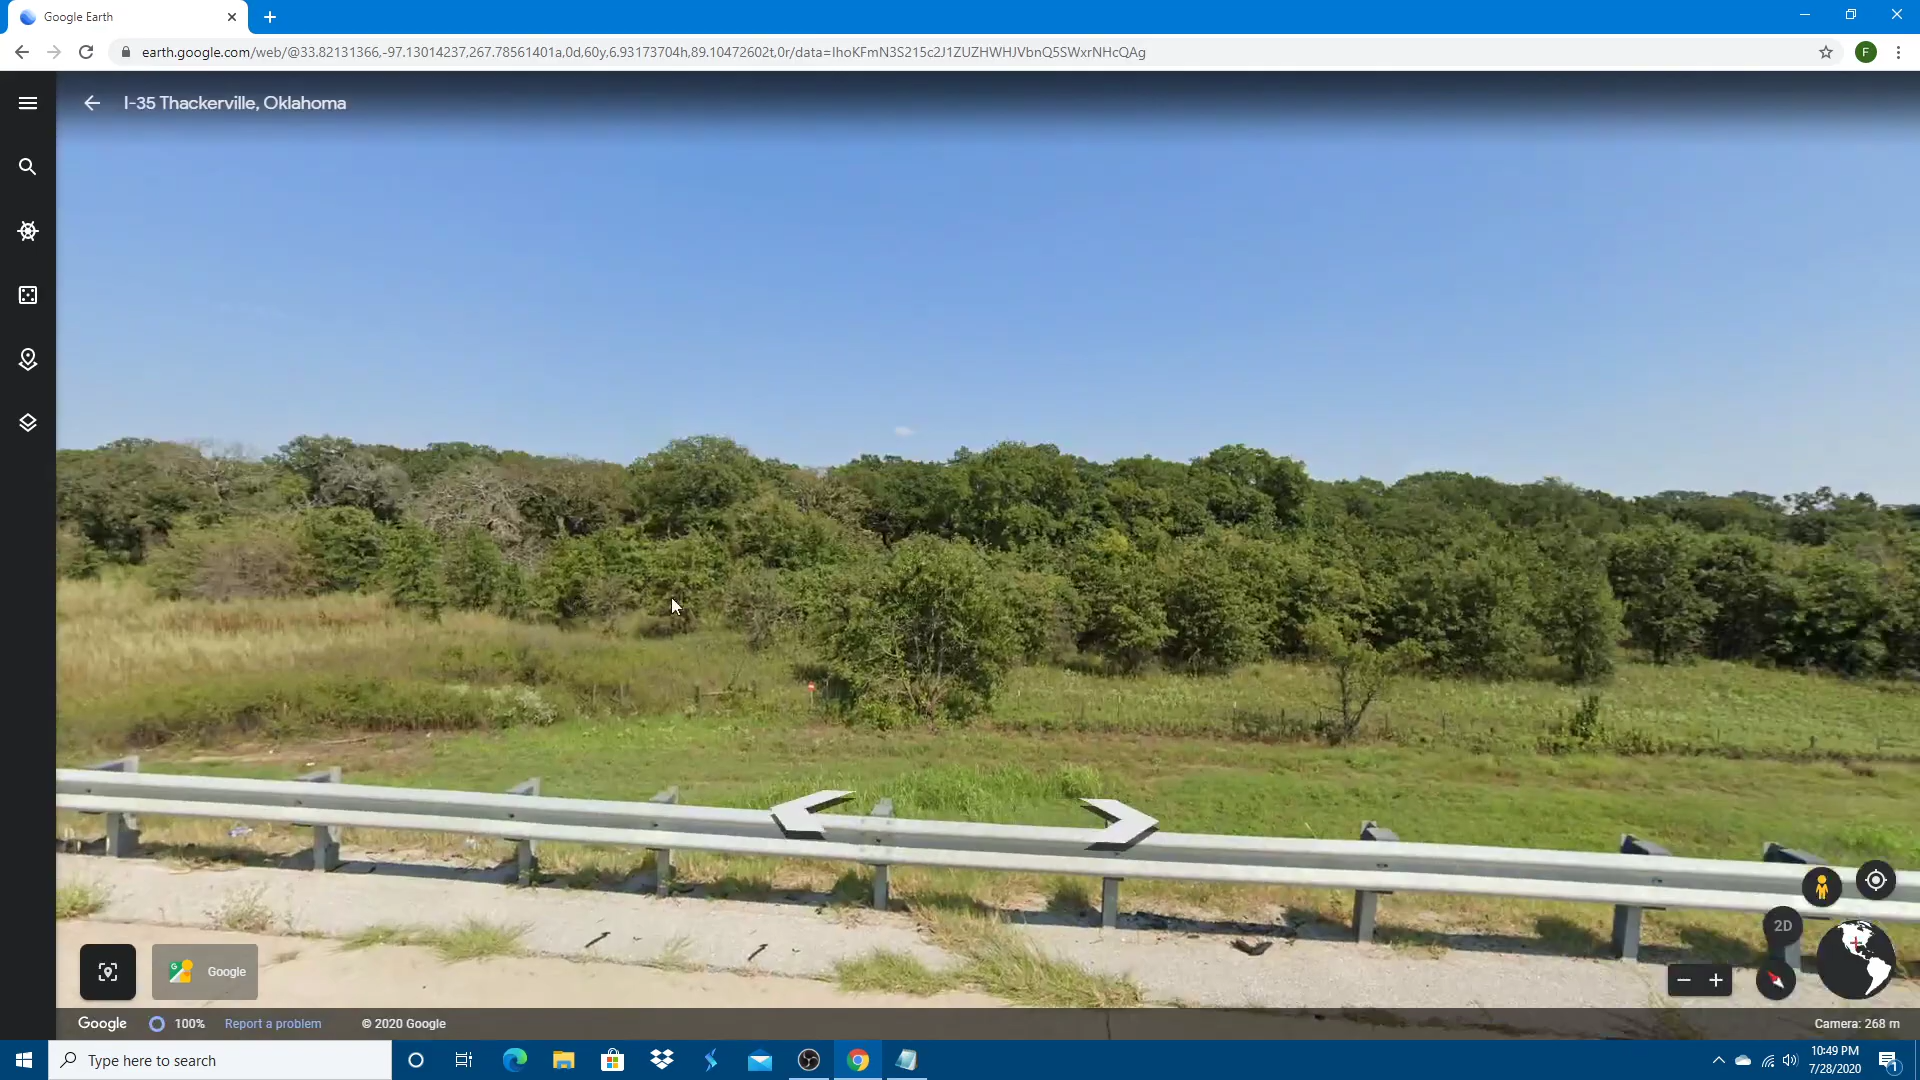 Google Earth
earth.google.com/web/@33.82131366,-97.13014237,267.78561401a,0d,60y,6.93173704h,89.10472602t,0r/data=IhoKFmN3S215c2J1ZUZHWHJVbnQ5SWxrNHcQAg
F
I-35 Thackerville, Oklahoma
2D
Google
Google
100%
Report a problem
© 2020 Google
Camera: 268 m
Type here to search
10:49 PM
7/28/2020
1